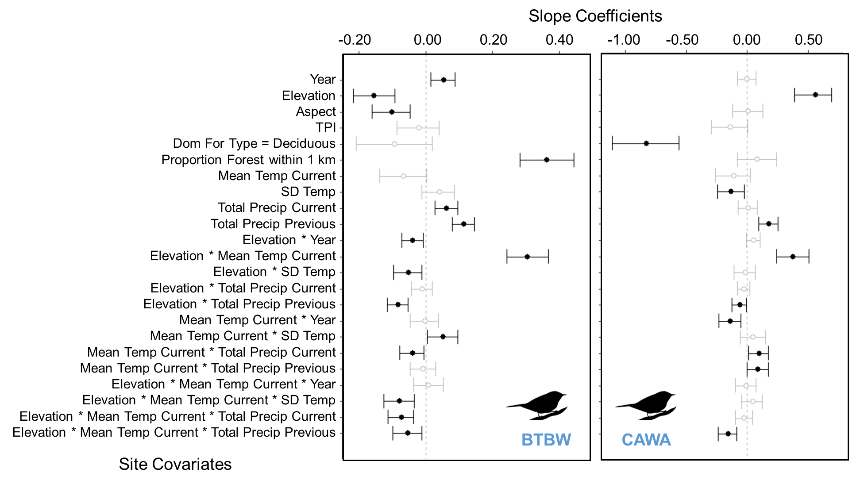 Slope Coefficients
-0.20 0.00 0.20 0.40 -1.00 -0.50 0.00 0.50
Year
Elevation
Aspect
TPI
Dom For Type = Deciduous
Proportion Forest within 1 km
Mean Temp Current
SD Temp
Total Precip Current
Total Precip Previous
Elevation * Year
Elevation * Mean Temp Current
Elevation * SD Temp
Elevation * Total Precip Current
Elevation * Total Precip Previous
Mean Temp Current * Year
Mean Temp Current * SD Temp
Mean Temp Current * Total Precip Current
Mean Temp Current * Total Precip Previous
Elevation * Mean Temp Current * Year
Elevation * Mean Temp Current * SD Temp
Elevation * Mean Temp Current * Total Precip Current
Elevation * Mean Temp Current * Total Precip Previous
BTBW CAWA
Site Covariates